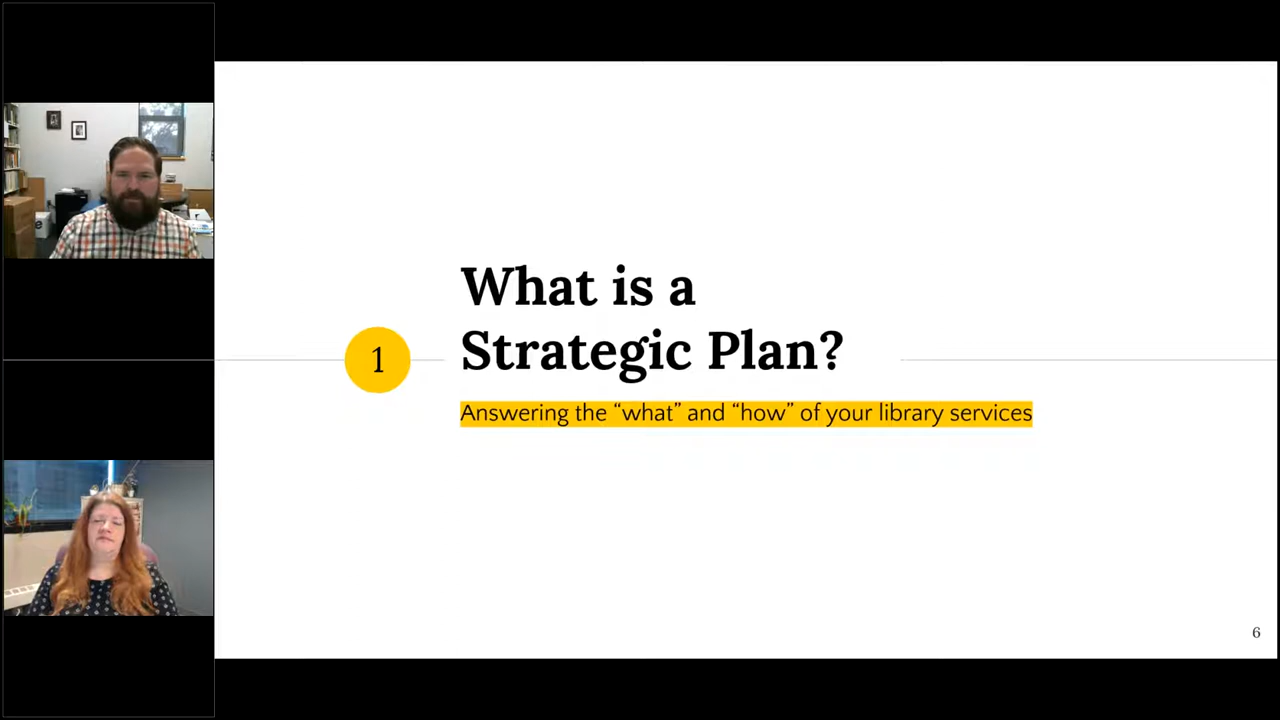 1
What is a
Strategic Plan?
Answering the “what” and “how” of your library services
6